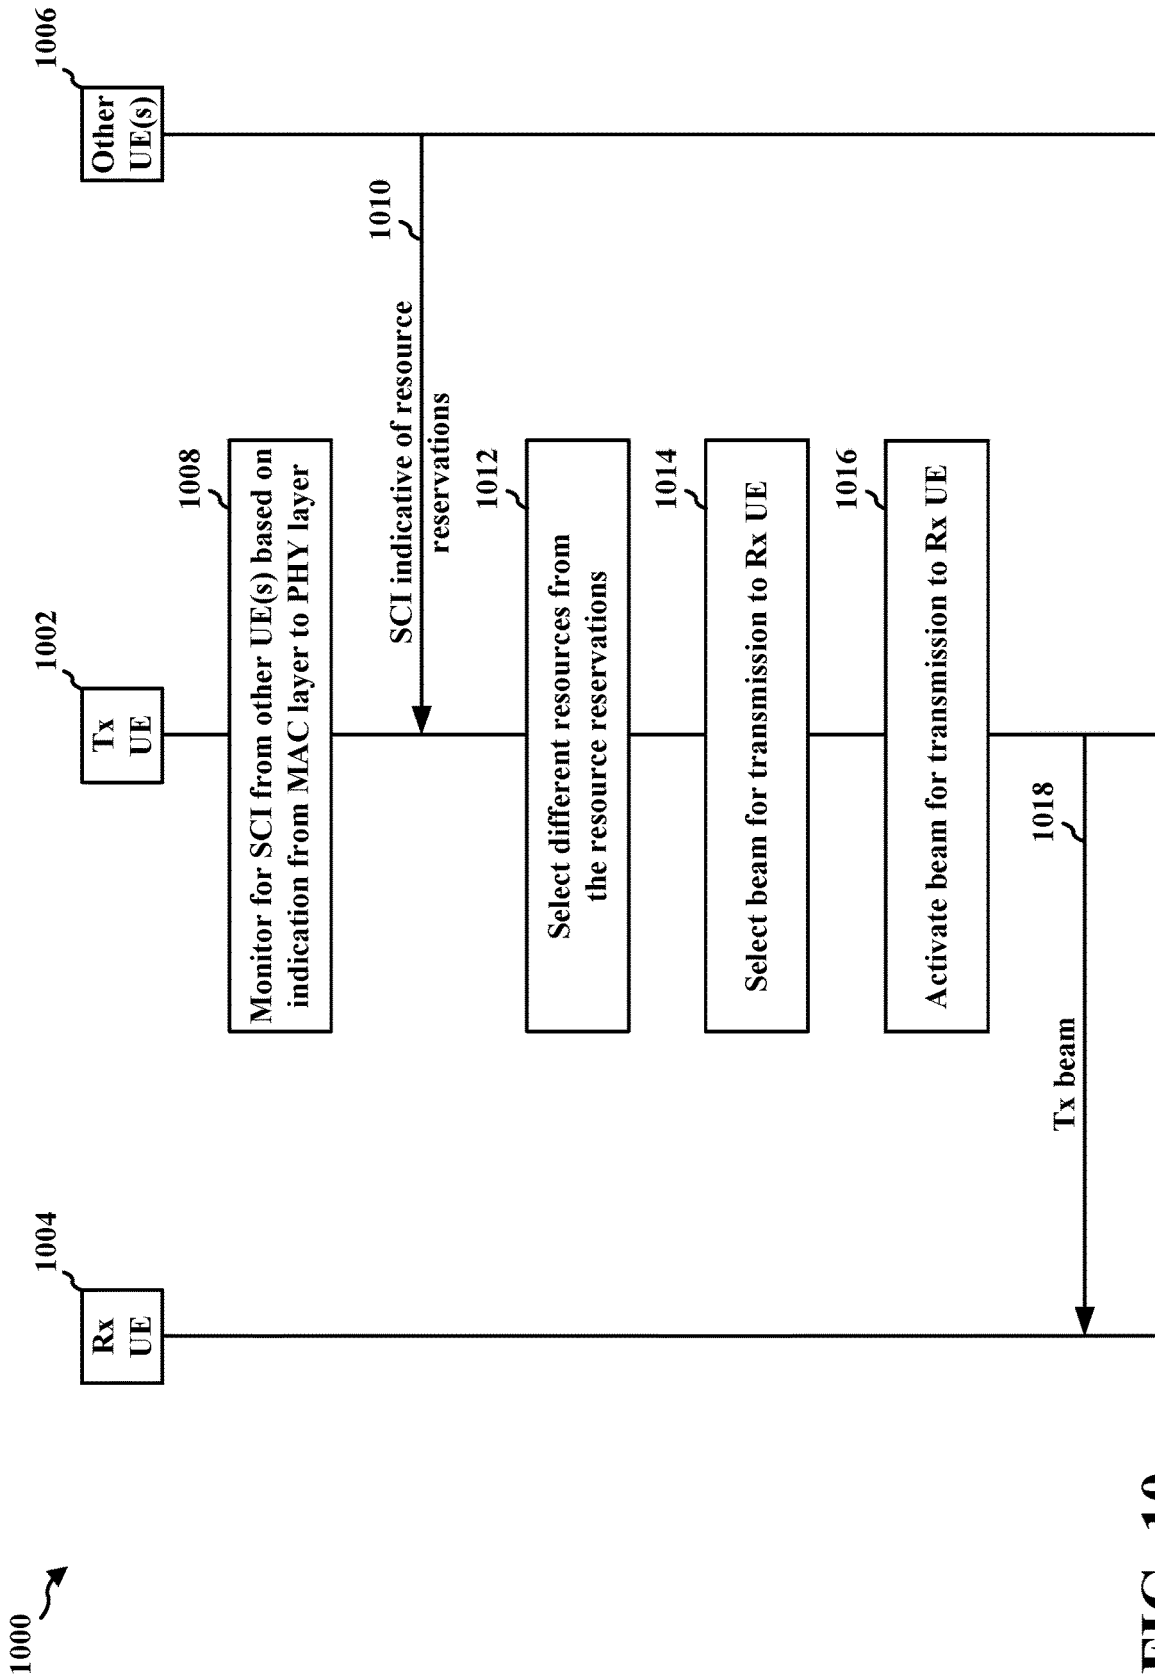 1000
1004
Rx
UE
1002
Tx
UE
1006
Other
UE(s)
1008
Monitor for SCI from other UE(s) based on
indication from MAC layer to PHY layer
1010
SCI indicative of resource
reservations
1012
Select different resources from
the resource reservations
1014
Select beam for transmission to Rx UE
1016
Activate beam for transmission to Rx UE
1018
Tx beam
FIG. 10